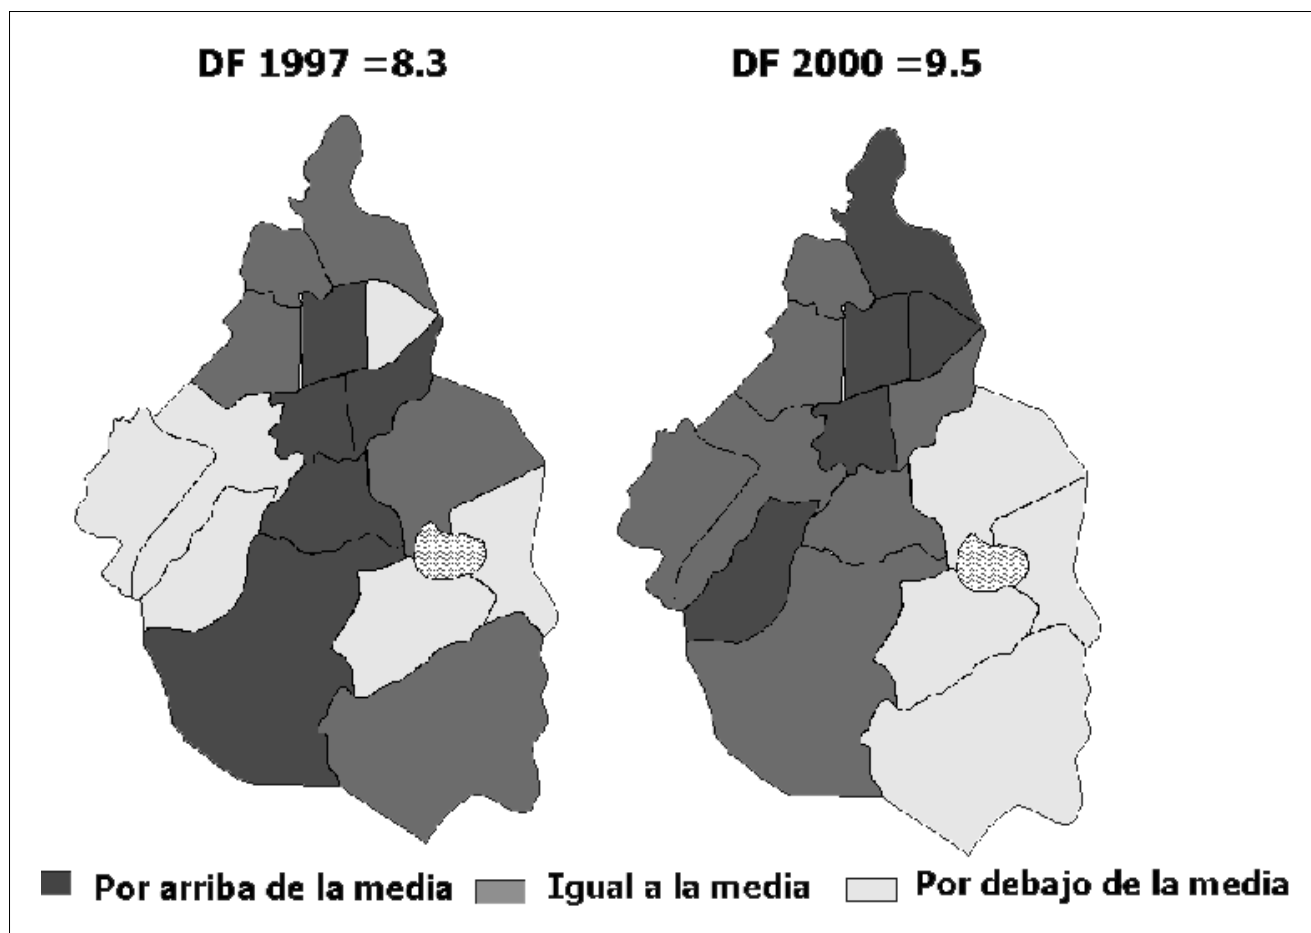 DF 1997 =8.3
DF 2000 =9.5
Por arriba de la media
Igual a la media
Por debajo de la media